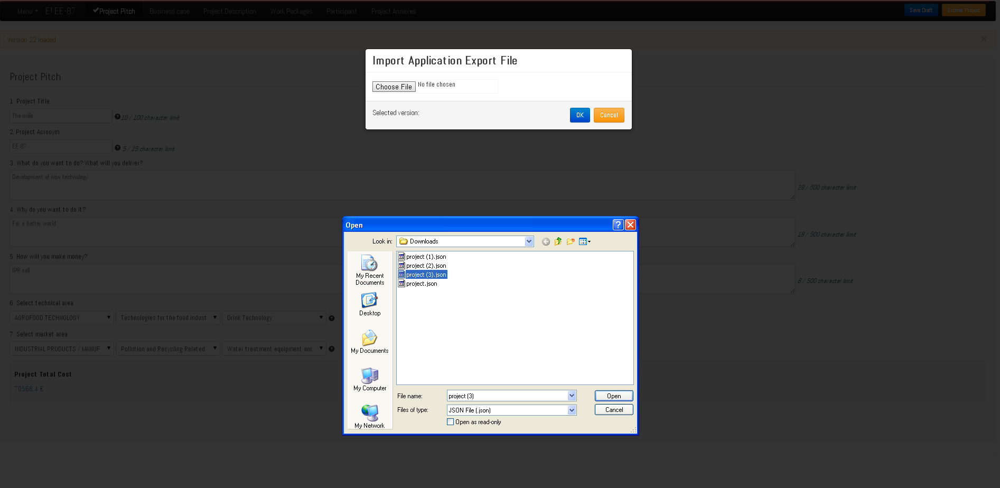 Menu E! EE-87 Project Pitch Business case Project Description Work Packages Participant Project Annexes Save Draft Submit Project
Version 22 loaded ×
Import Application Export File
Choose File No file chosen
Selected version: OK Cancel
Project Pitch
1. Project Title
The mille 10 / 100 character limit
2. Project Acronym
EE-87 5 / 25 character limit
3. What do you want to do? What will you deliver?
Development of new technology
29 / 500 character limit
4. Why do you want to do it?
For a better world
18 / 500 character limit
5. How will you make money?
IPR sell
8 / 500 character limit
6. Select technical area
AGROFOOD TECHNOLOGY Technologies for the food indust Drink Technology
7. Select market area
INDUSTRIAL PRODUCTS / MANUF Pollution and Recycling Related Water treatment equipment and
Project Total Cost
70568.4 €
Open
Look in: Downloads
My Recent Documents
Desktop
My Documents
My Computer
My Network
project (1).json
project (2).json
project (3).json
project.json
File name: project (3) Open
Files of type: JSON File (.json) Cancel
Open as read-only